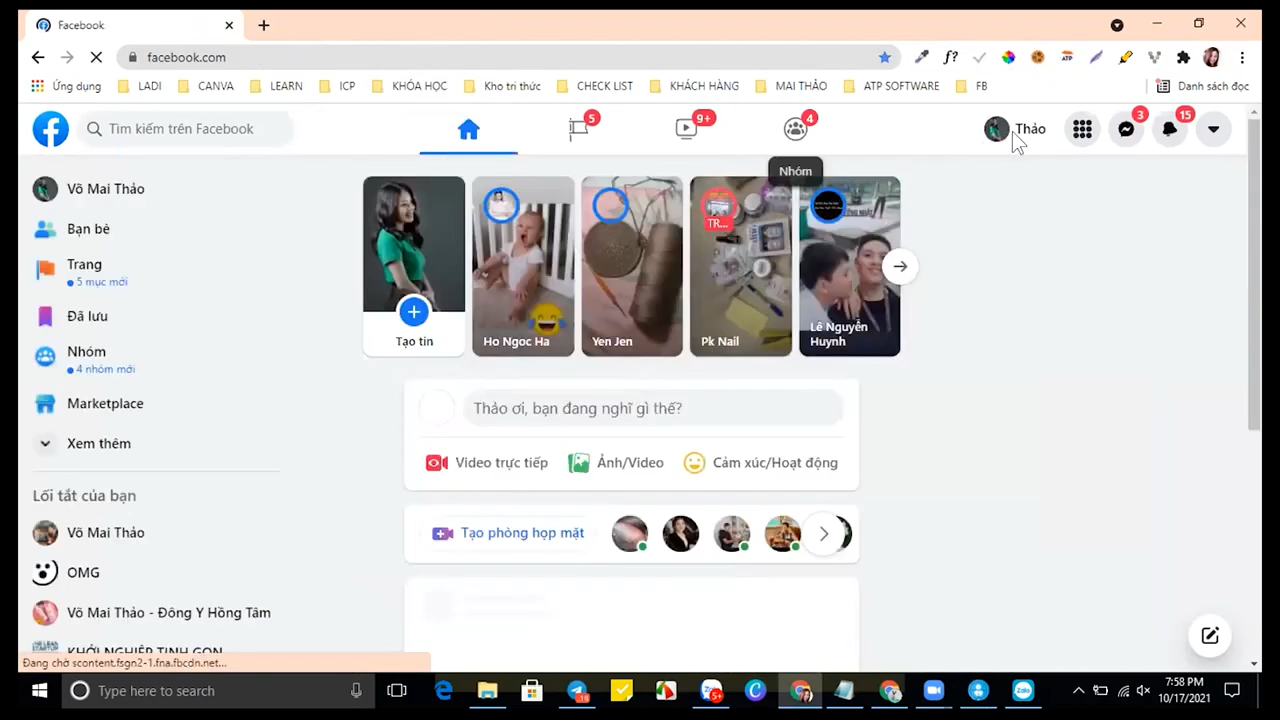 Facebook
facebook.com
f?
ATP
Ứng dụng
LADI
CANVA
LEARN
ICP
KHÓA HỌC
Kho tri thức
CHECK LIST
KHÁCH HÀNG
MAI THẢO
ATP SOFTWARE
FB
Danh sách đọc
Tìm kiếm trên Facebook
5
9+
4
Thảo
3
15
Nhóm
Võ Mai Thảo
Bạn bè
Trang
5 mục mới
Đã lưu
Nhóm
4 nhóm mới
Marketplace
Xem thêm
Lối tắt của bạn
Võ Mai Thảo
OMG
Võ Mai Thảo - Đông Y Hồng Tâm
KHỞI NGHIỆP TINH GỌN
Tạo tin
Ho Ngoc Ha
Yen Jen
TR...
Pk Nail
Lê Nguyễn
Huynh
Thảo ơi, bạn đang nghĩ gì thế?
Video trực tiếp
Ảnh/Video
Cảm xúc/Hoạt động
Tạo phòng họp mặt
Đang chờ scontent.fsgn2-1.fna.fbcdn.net...
Type here to search
18
5+
Zalo
7:58 PM
10/17/2021